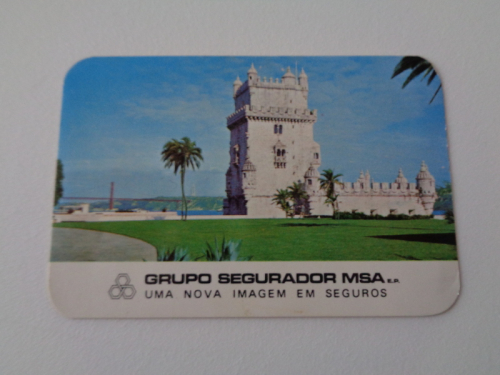 GRUPO SEGURADOR MSA E.P.
UMA NOVA IMAGEM EM SEGUROS